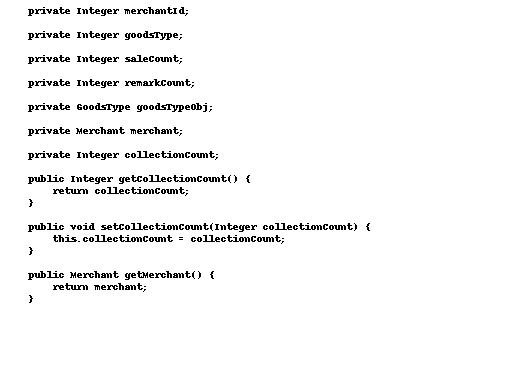 private Integer merchantId;
private Integer goodsType;
private Integer saleCount;
private Integer remarkCount;
private GoodsType goodsTypeObj;
private Merchant merchant;
private Integer collectionCount;
public Integer getCollectionCount() {
    return collectionCount;
}
public void setCollectionCount(Integer collectionCount) {
    this.collectionCount = collectionCount;
}
public Merchant getMerchant() {
    return merchant;
}